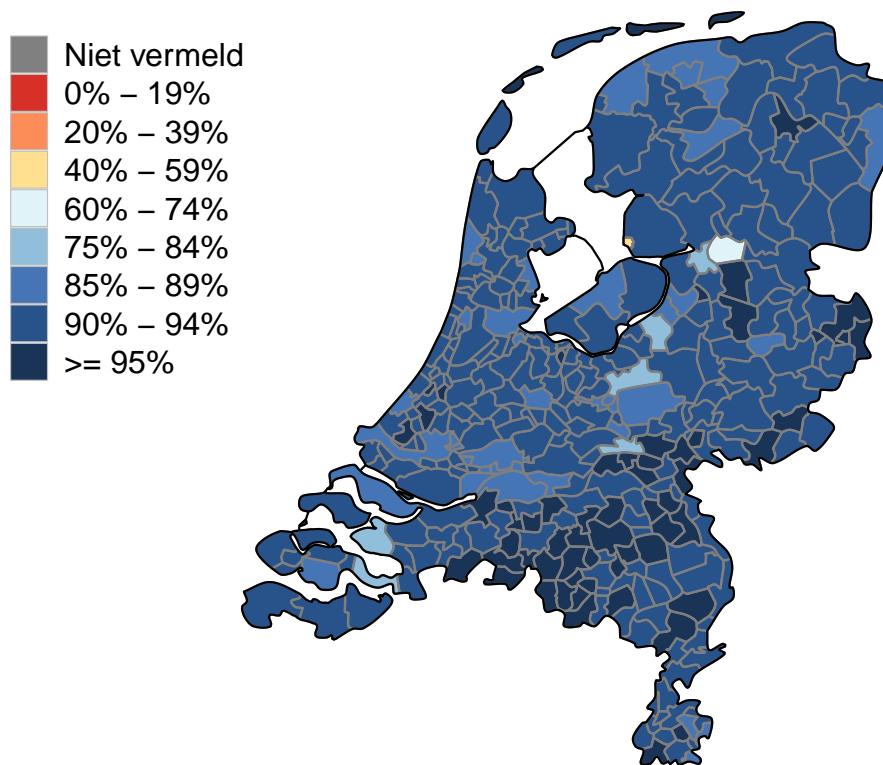 Niet vermeld
0% – 19%
20% – 39%
40% – 59%
60% – 74%
75% – 84%
85% – 89%
90% – 94%
>= 95%